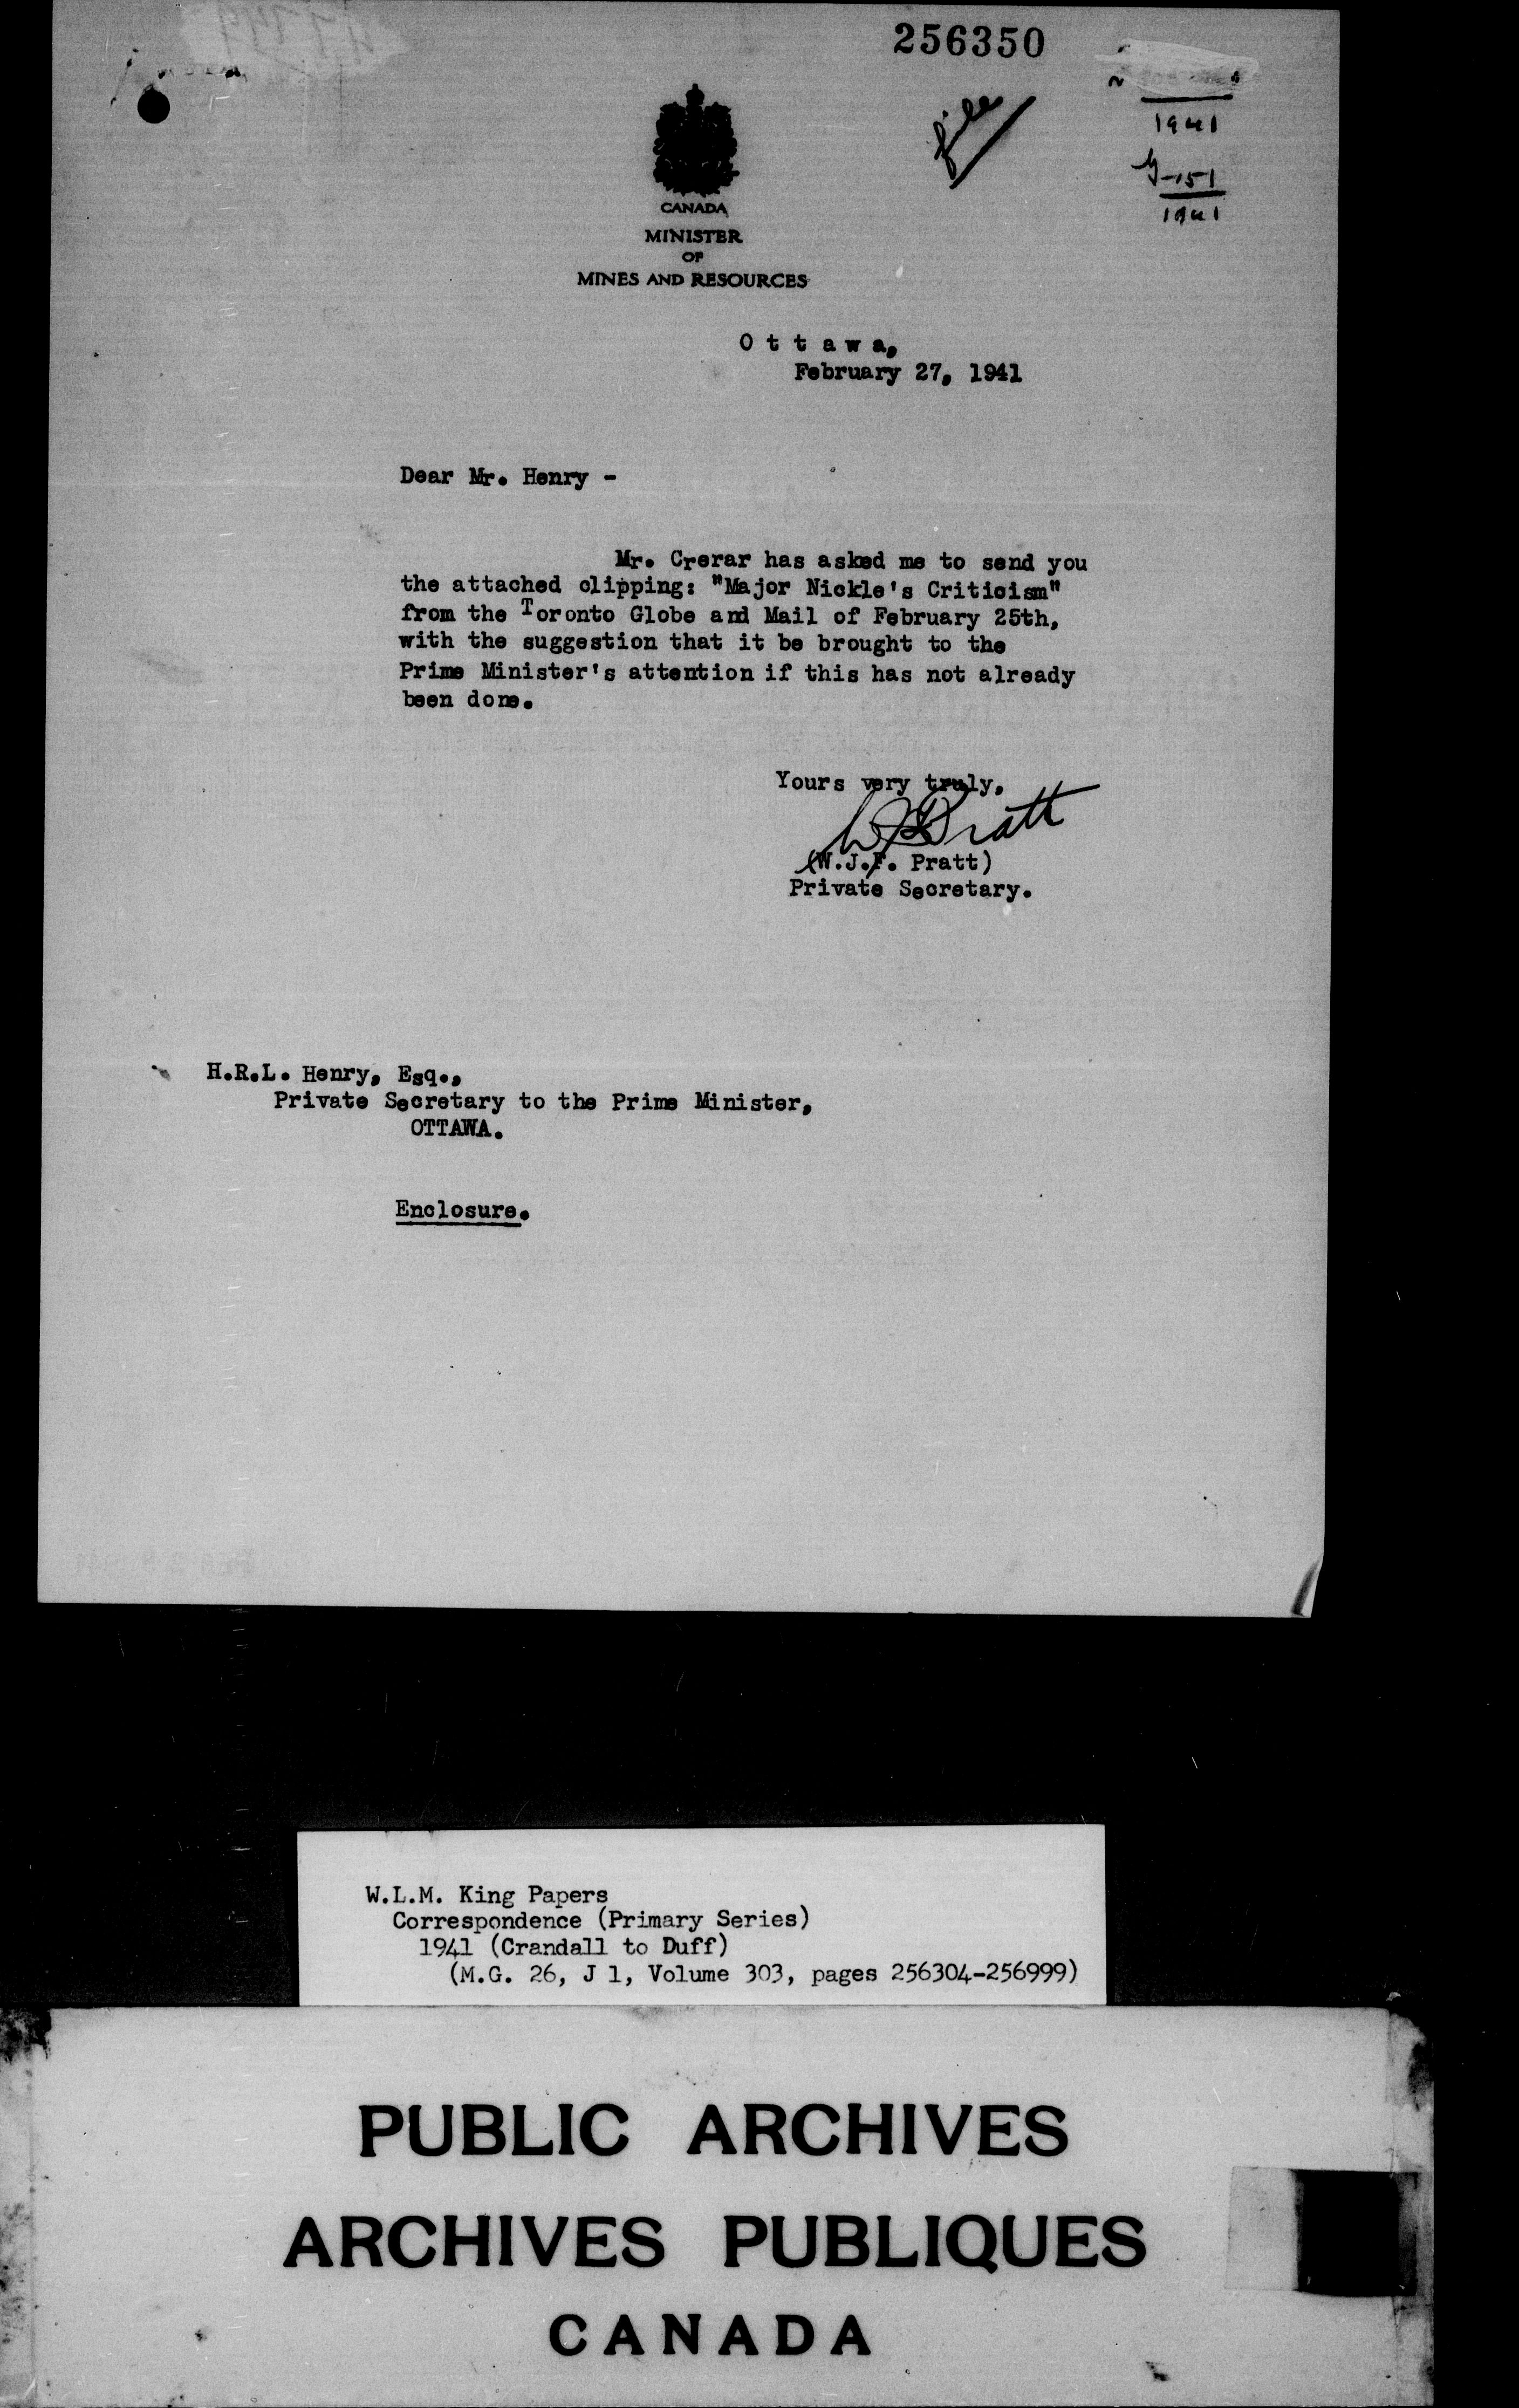 256350
file
1941
G-151
1941
CANADA
MINISTER
OF
MINES AND RESOURCES
Ottawa,
February 27, 1941
Dear Mr. Henry -
Mr. Crerar has asked me to send you
the attached clipping: "Major Nickle's Criticism"
from the Toronto Globe and Mail of February 25th,
with the suggestion that it be brought to the
Prime Minister's attention if this has not already
been done.
Yours very truly,
W.J.F. Pratt
(W.J.F. Pratt)
Private Secretary.
H.R.L. Henry, Esq.,
Private Secretary to the Prime Minister,
OTTAWA.
Enclosure.
W.L.M. King Papers
Correspondence (Primary Series)
1941 (Crandall to Duff)
(M.G. 26, J 1, Volume 303, pages 256304-256999)
PUBLIC ARCHIVES
ARCHIVES PUBLIQUES
CANADA